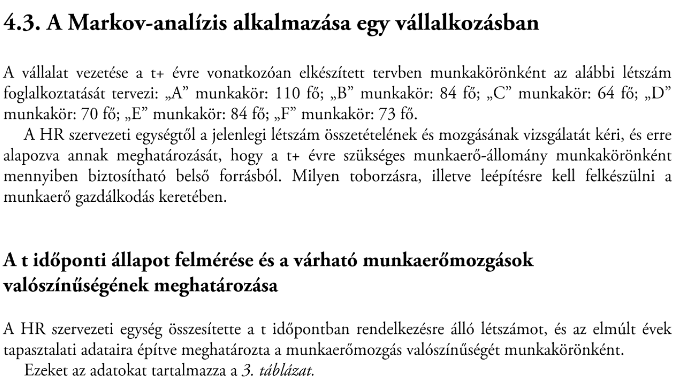 4.3. A Markov-analízis alkalmazása egy vállalkozásban
A vállalat vezetése a t+ évre vonatkozóan elkészített tervben munkakörönként az alábbi létszám
foglalkoztatását tervezi: „A” munkakör: 110 fő; „B” munkakör: 84 fő; „C” munkakör: 64 fő; „D”
munkakör: 70 fő; „E” munkakör: 84 fő; „F” munkakör: 73 fő.
A HR szervezeti egységtől a jelenlegi létszám összetételének és mozgásának vizsgálatát kéri, és erre
alapozva annak meghatározását, hogy a t+ évre szükséges munkaerő-állomány munkakörönként
mennyiben biztosítható belső forrásból. Milyen toborzásra, illetve leépítésre kell felkészülni a
munkaerő gazdálkodás keretében.
A t időponti állapot felmérése és a várható munkaerőmozgások
valószínűségének meghatározása
A HR szervezeti egység összesítette a t időpontban rendelkezésre álló létszámot, és az elmúlt évek
tapasztalati adataira építve meghatározta a munkaerőmozgás valószínűségét munkakörönként.
Ezeket az adatokat tartalmazza a 3. táblázat.